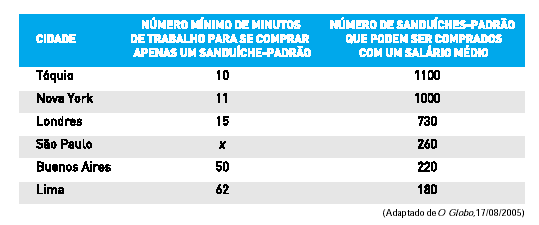 CIDADE NÚMERO MÍNIMO DE MINUTOS DE TRABALHO PARA SE COMPRAR APENAS UM SANDUÍCHE-PADRÃO NÚMERO DE SANDUÍCHES-PADRÃO QUE PODEM SER COMPRADOS COM UM SALÁRIO MÉDIO
Tóquio 10 1100
Nova York 11 1000
Londres 15 730
São Paulo x 260
Buenos Aires 50 220
Lima 62 180
(Adaptado de O Globo,17/08/2005)